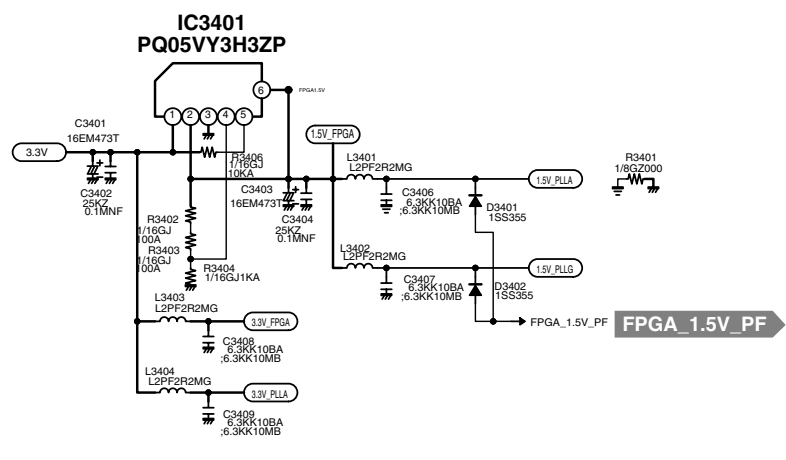 IC3401
PQ05VY3H3ZP
6
FPGA1.5V
1 2 3 4 5
C3401
16EM473T
3.3V
1.5V_FPGA
R3406
1/16GJ
10KA
L3401
L2PF2R2MG
R3401
1/8GZ000
C3402
25KZ
0.1MNF
C3403
16EM473T
C3404
25KZ
0.1MNF
C3406
6.3KK10BA
;6.3KK10MB
1.5V_PLLA
D3401
1SS355
R3402
1/16GJ
100A
R3403
1/16GJ
100A
L3402
L2PF2R2MG
1.5V_PLLG
R3404
1/16GJ1KA
C3407
6.3KK10BA
;6.3KK10MB
D3402
1SS355
L3403
L2PF2R2MG
3.3V_FPGA
FPGA_1.5V_PF
FPGA_1.5V_PF
C3408
6.3KK10BA
;6.3KK10MB
L3404
L2PF2R2MG
3.3V_PLLA
C3409
6.3KK10BA
;6.3KK10MB